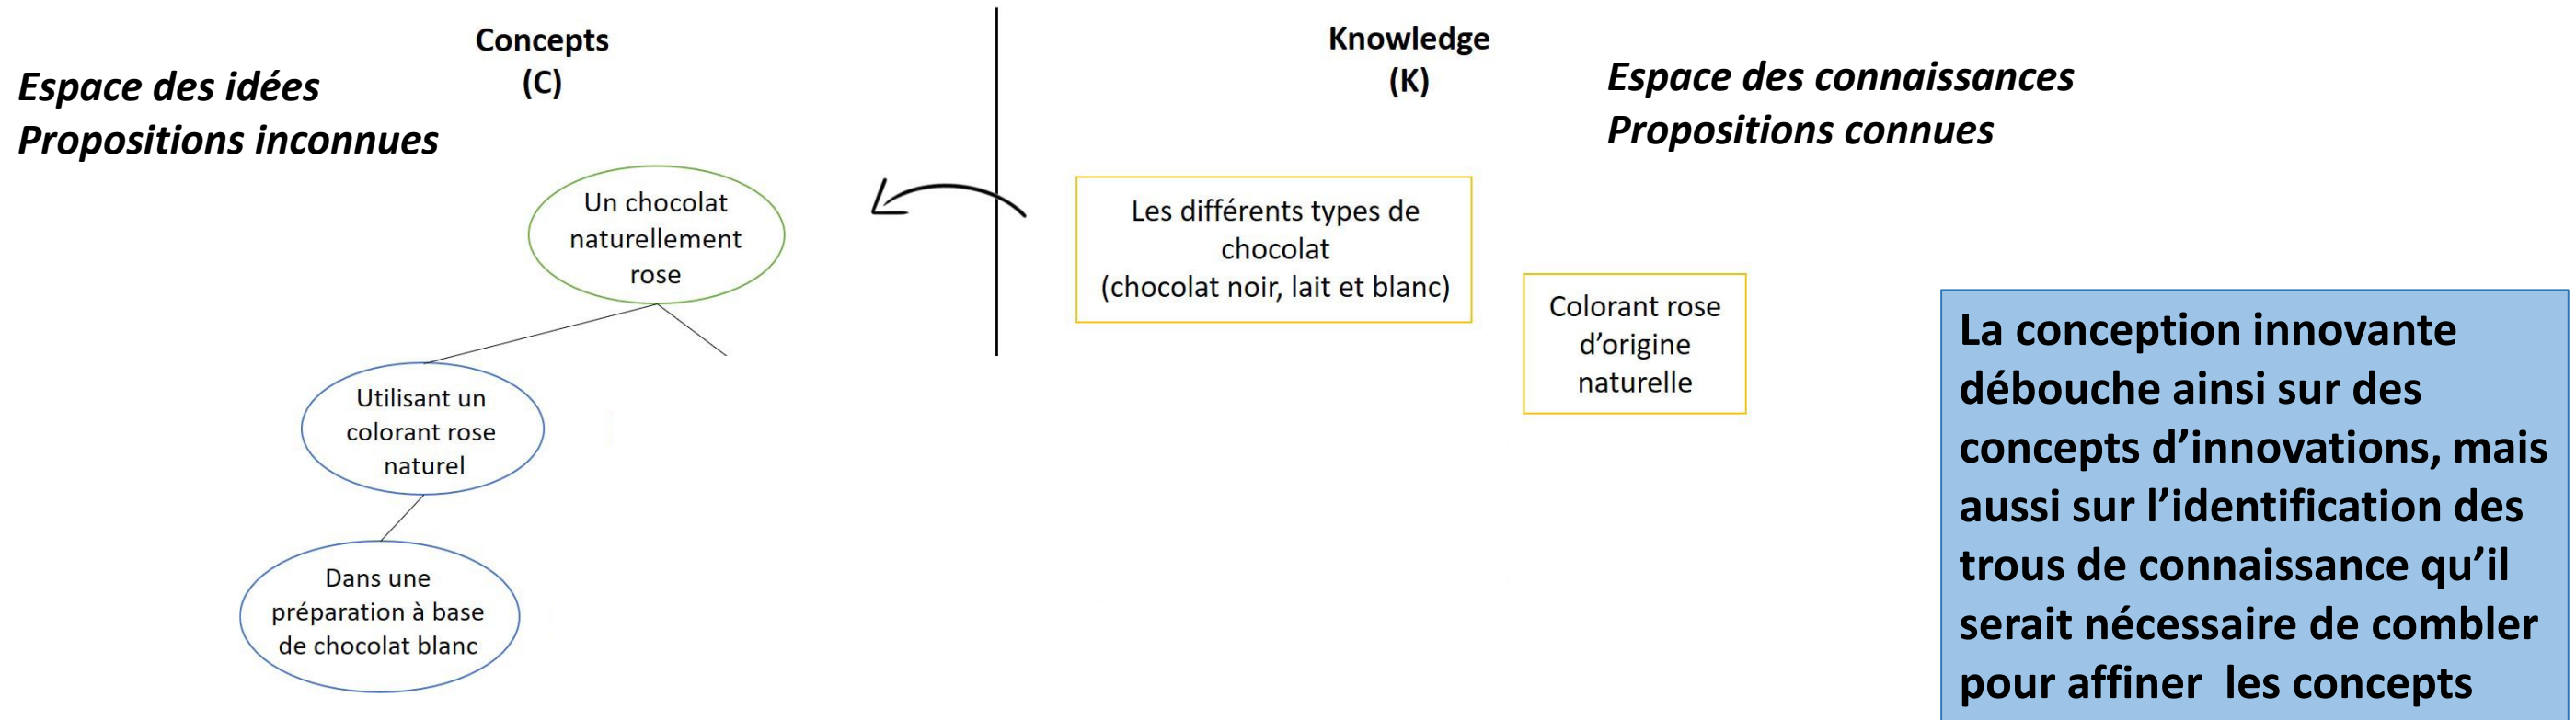 Concepts
(C)
Espace des idées
Propositions inconnues
Knowledge
(K)
Espace des connaissances
Propositions connues
Un chocolat
naturellement
rose
Utilisant un
colorant rose
naturel
Dans une
préparation à base
de chocolat blanc
Les différents types de
chocolat
(chocolat noir, lait et blanc)
Colorant rose
d’origine
naturelle
La conception innovante
débouche ainsi sur des
concepts d’innovations, mais
aussi sur l’identification des
trous de connaissance qu’il
serait nécessaire de combler
pour affiner les concepts